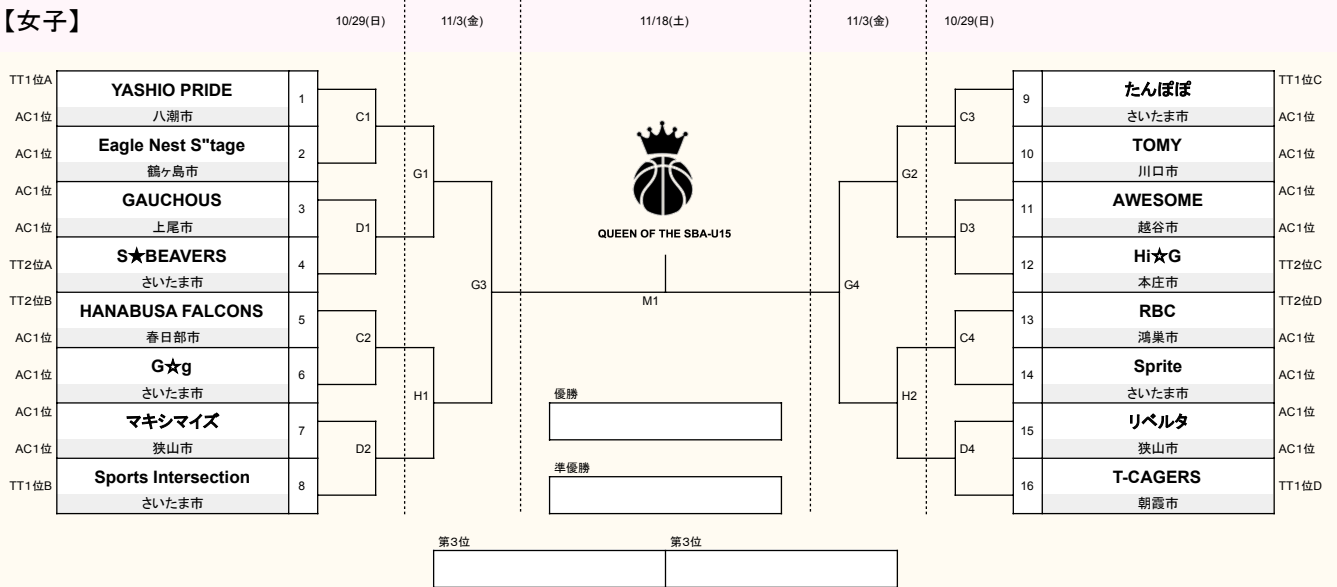 【女子】
10/29(日)
11/3(金)
11/18(土)
11/3(金)
10/29(日)
TT1位A
AC1位
AC1位
AC1位
AC1位
TT2位A
TT2位B
AC1位
AC1位
AC1位
AC1位
TT1位B
YASHIO PRIDE
八潮市
1
Eagle Nest S"tage
鶴ヶ島市
2
GAUCHOUS
上尾市
3
S★BEAVERS
さいたま市
4
HANABUSA FALCONS
春日部市
5
G☆g
さいたま市
6
マキシマイズ
狭山市
7
Sports Intersection
さいたま市
8
C1
D1
C2
D2
G1
H1
G3
QUEEN OF THE SBA-U15
M1
優勝
準優勝
第3位
第3位
G4
G2
H2
C3
D3
C4
D4
9
たんぽぽ
さいたま市
10
TOMY
川口市
11
AWESOME
越谷市
12
Hi☆G
本庄市
13
RBC
鴻巣市
14
Sprite
さいたま市
15
リベルタ
狭山市
16
T-CAGERS
朝霞市
TT1位C
AC1位
AC1位
AC1位
AC1位
TT2位C
TT2位D
AC1位
AC1位
AC1位
AC1位
TT1位D